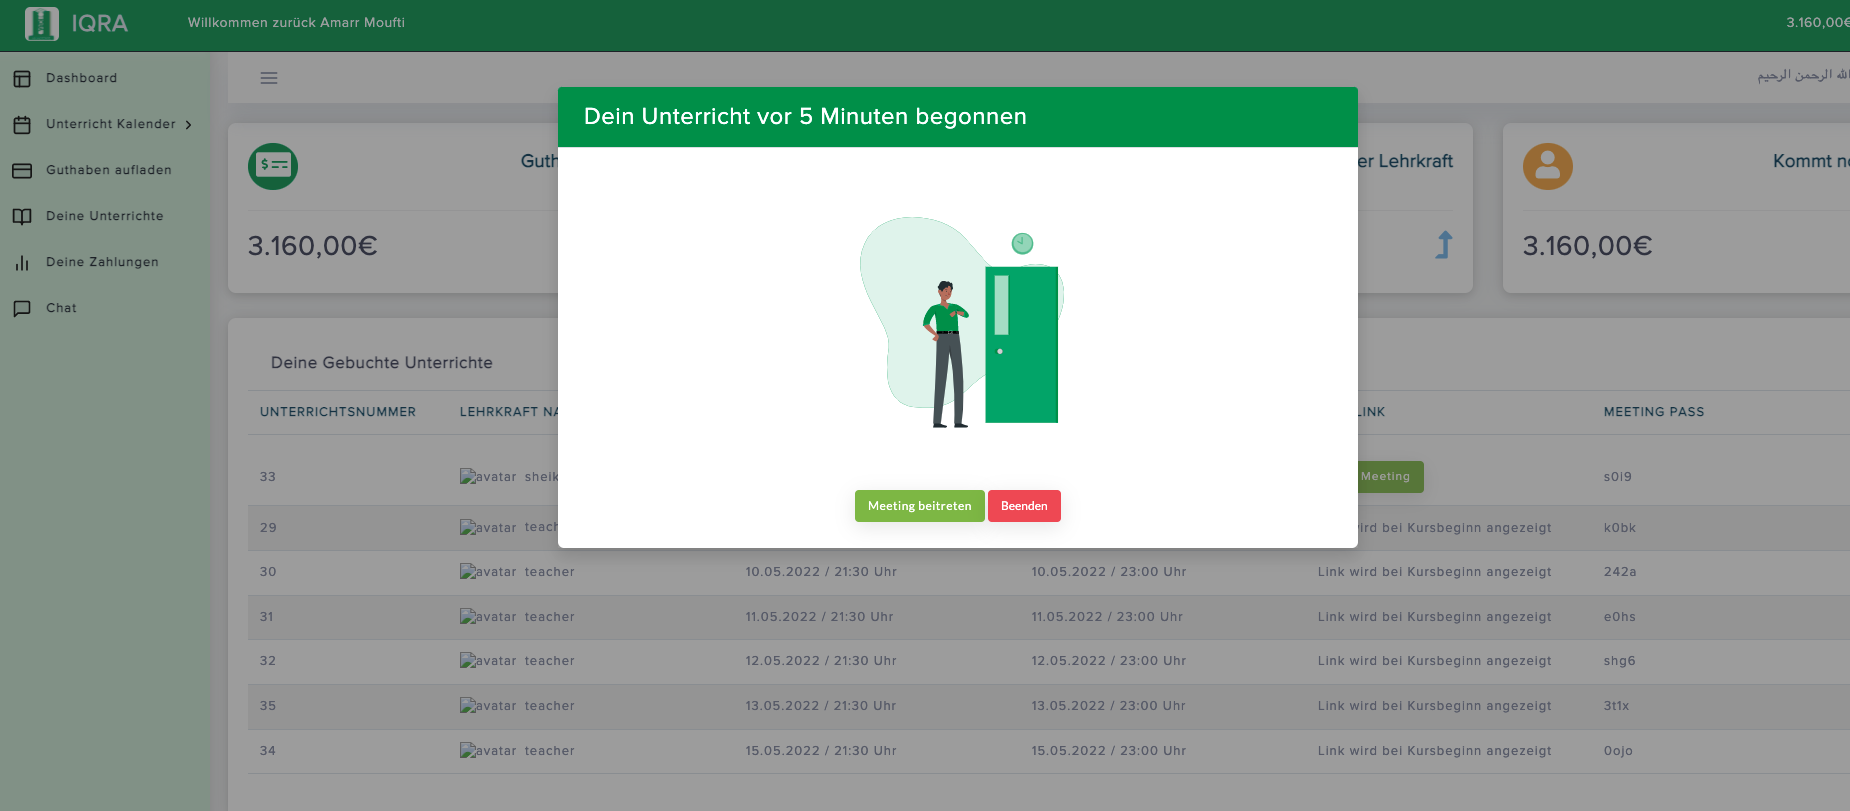 IQRA
Willkommen zurück Amarr Moufti
3.160,00€
Dashboard
Unterricht Kalender
Guthaben aufladen
Deine Unterrichte
Deine Zahlungen
Chat
الله الرحمن الرحيم
Dein Unterricht vor 5 Minuten begonnen
Guth
er Lehrkraft
Kommt no
3.160,00€
3.160,00€
Meeting beitreten
Beenden
Deine Gebuchte Unterrichte
UNTERRICHTSNUMMER LEHRKRAFT NA LINK MEETING PASS
33 avatar sheik Meeting s0i9
29 avatar teach ird bei Kursbeginn angezeigt k0bk
30 avatar teacher 10.05.2022 / 21:30 Uhr 10.05.2022 / 23:00 Uhr Link wird bei Kursbeginn angezeigt 242a
31 avatar teacher 11.05.2022 / 21:30 Uhr 11.05.2022 / 23:00 Uhr Link wird bei Kursbeginn angezeigt e0hs
32 avatar teacher 12.05.2022 / 21:30 Uhr 12.05.2022 / 23:00 Uhr Link wird bei Kursbeginn angezeigt shg6
35 avatar teacher 13.05.2022 / 21:30 Uhr 13.05.2022 / 23:00 Uhr Link wird bei Kursbeginn angezeigt 3t1x
34 avatar teacher 15.05.2022 / 21:30 Uhr 15.05.2022 / 23:00 Uhr Link wird bei Kursbeginn angezeigt 0ojo